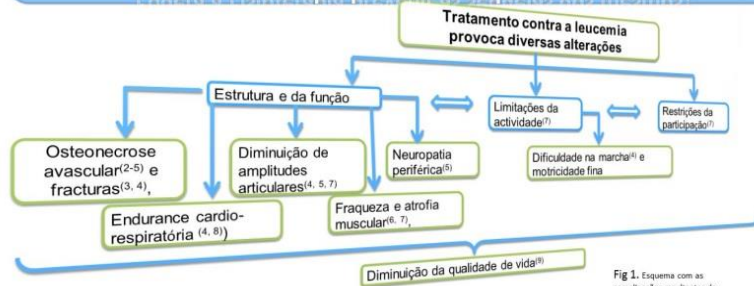 Tratamento contra a leucemia
provoca diversas alterações
Estrutura e da função
Limitações da
actividade(7)
Restrições da
participação(7)
Osteonecrose
avascular(2-5) e
fracturas(3, 4),
Diminuição de
amplitudes
articulares(4, 5, 7)
Neuropatia
periférica(5)
Dificuldade na marcha(4) e
motricidade fina
Endurance cardio-
respiratória (4, 8))
Fraqueza e atrofia
muscular(6, 7),
Diminuição da qualidade de vida(9)
Fig 1. Esquema com as